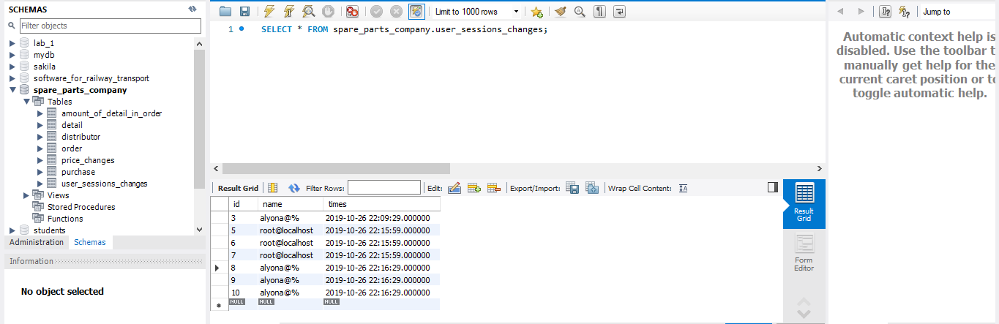 SCHEMAS
Filter objects
lab_1
mydb
sakila
software_for_railway_transport
spare_parts_company
Tables
amount_of_detail_in_order
detail
distributor
order
price_changes
purchase
user_sessions_changes
Views
Stored Procedures
Functions
students
Administration Schemas
Information
No object selected
Limit to 1000 rows
1 SELECT * FROM spare_parts_company.user_sessions_changes;
Result Grid Filter Rows: Edit: Export/Import: Wrap Cell Content:
id name times
3 alyona@% 2019-10-26 22:09:29.000000
5 root@localhost 2019-10-26 22:15:59.000000
6 root@localhost 2019-10-26 22:15:59.000000
7 root@localhost 2019-10-26 22:15:59.000000
8 alyona@% 2019-10-26 22:16:29.000000
9 alyona@% 2019-10-26 22:16:29.000000
10 alyona@% 2019-10-26 22:16:29.000000
NULL NULL NULL
Result
Grid
Form
Editor
Jump to
Automatic context help is
disabled. Use the toolbar t
manually get help for the
current caret position or to
toggle automatic help.